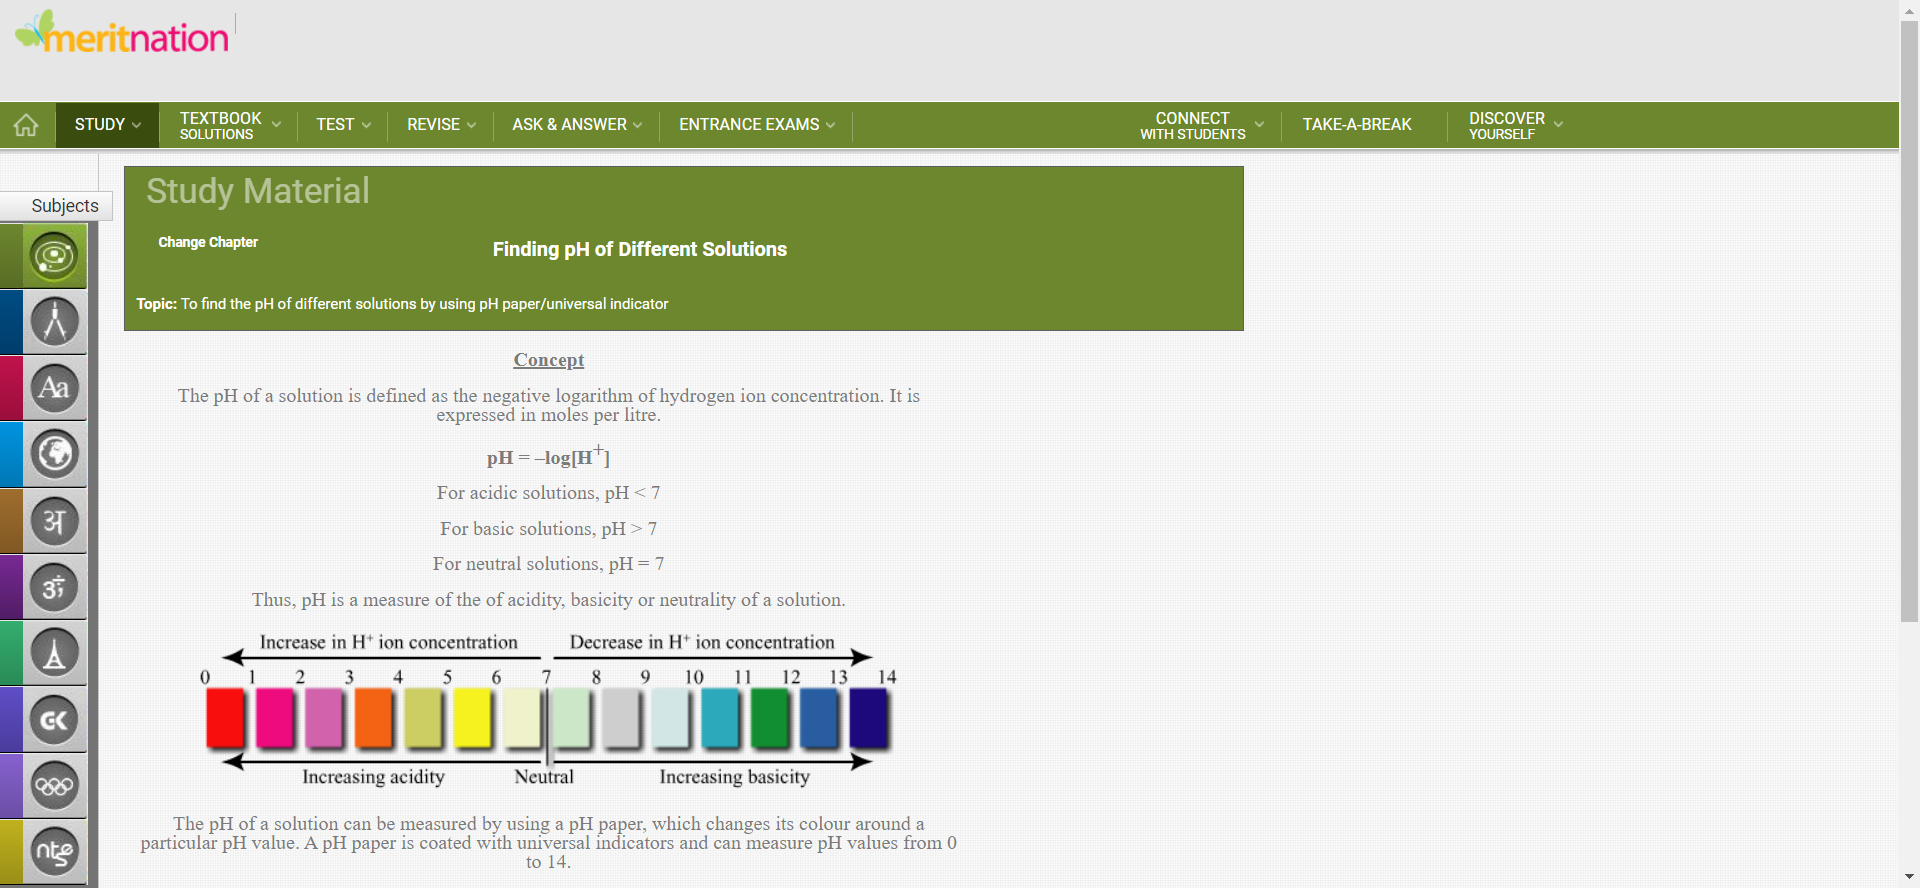 meritnation
STUDY
TEXTBOOK
SOLUTIONS
TEST
REVISE
ASK & ANSWER
ENTRANCE EXAMS
CONNECT
WITH STUDENTS
TAKE-A-BREAK
DISCOVER
YOURSELF
Subjects
Aa
अ
ॐ
GK
ntse
Study Material
Change Chapter
Finding pH of Different Solutions
Topic: To find the pH of different solutions by using pH paper/universal indicator
Concept
The pH of a solution is defined as the negative logarithm of hydrogen ion concentration. It is
expressed in moles per litre.
pH = –log[H⁺]
For acidic solutions, pH < 7
For basic solutions, pH > 7
For neutral solutions, pH = 7
Thus, pH is a measure of the of acidity, basicity or neutrality of a solution.
Increase in H⁺ ion concentration Decrease in H⁺ ion concentration
0 1 2 3 4 5 6 7 8 9 10 11 12 13 14
Increasing acidity Neutral Increasing basicity
The pH of a solution can be measured by using a pH paper, which changes its colour around a
particular pH value. A pH paper is coated with universal indicators and can measure pH values from 0
to 14.